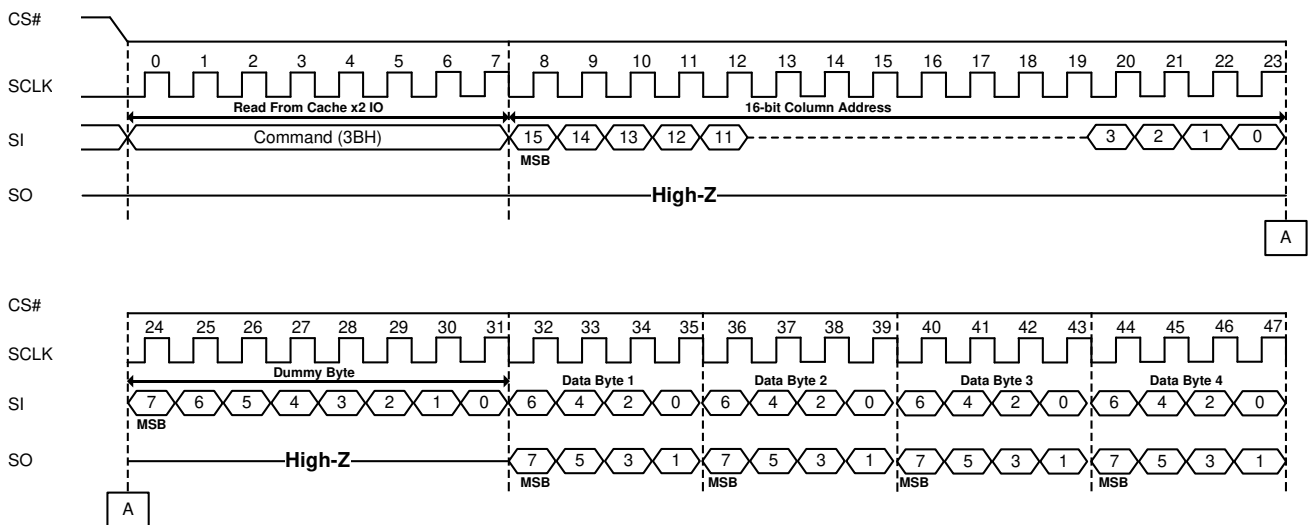 CS#
0 1 2 3 4 5 6 7 8 9 10 11 12 13 14 15 16 17 18 19 20 21 22 23
SCLK
Read From Cache x2 IO 16-bit Column Address
SI Command (3BH) 15 14 13 12 11 3 2 1 0
MSB
SO High-Z
A
CS#
24 25 26 27 28 29 30 31 32 33 34 35 36 37 38 39 40 41 42 43 44 45 46 47
SCLK
Dummy Byte Data Byte 1 Data Byte 2 Data Byte 3 Data Byte 4
SI 7 6 5 4 3 2 1 0 6 4 2 0 6 4 2 0 6 4 2 0 6 4 2 0
MSB
SO High-Z 7 5 3 1 7 5 3 1 7 5 3 1 7 5 3 1
MSB MSB MSB MSB
A